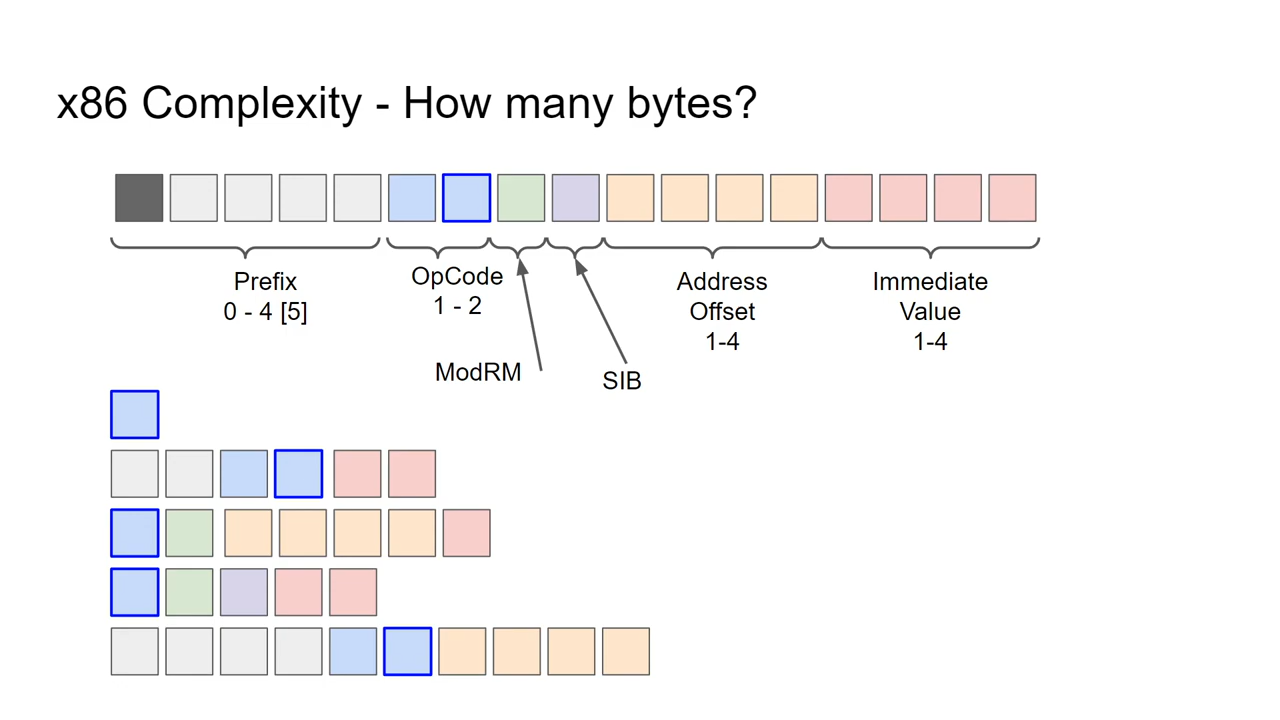 x86 Complexity - How many bytes?
Prefix
0 - 4 [5]
OpCode
1 - 2
ModRM
SIB
Address
Offset
1-4
Immediate
Value
1-4